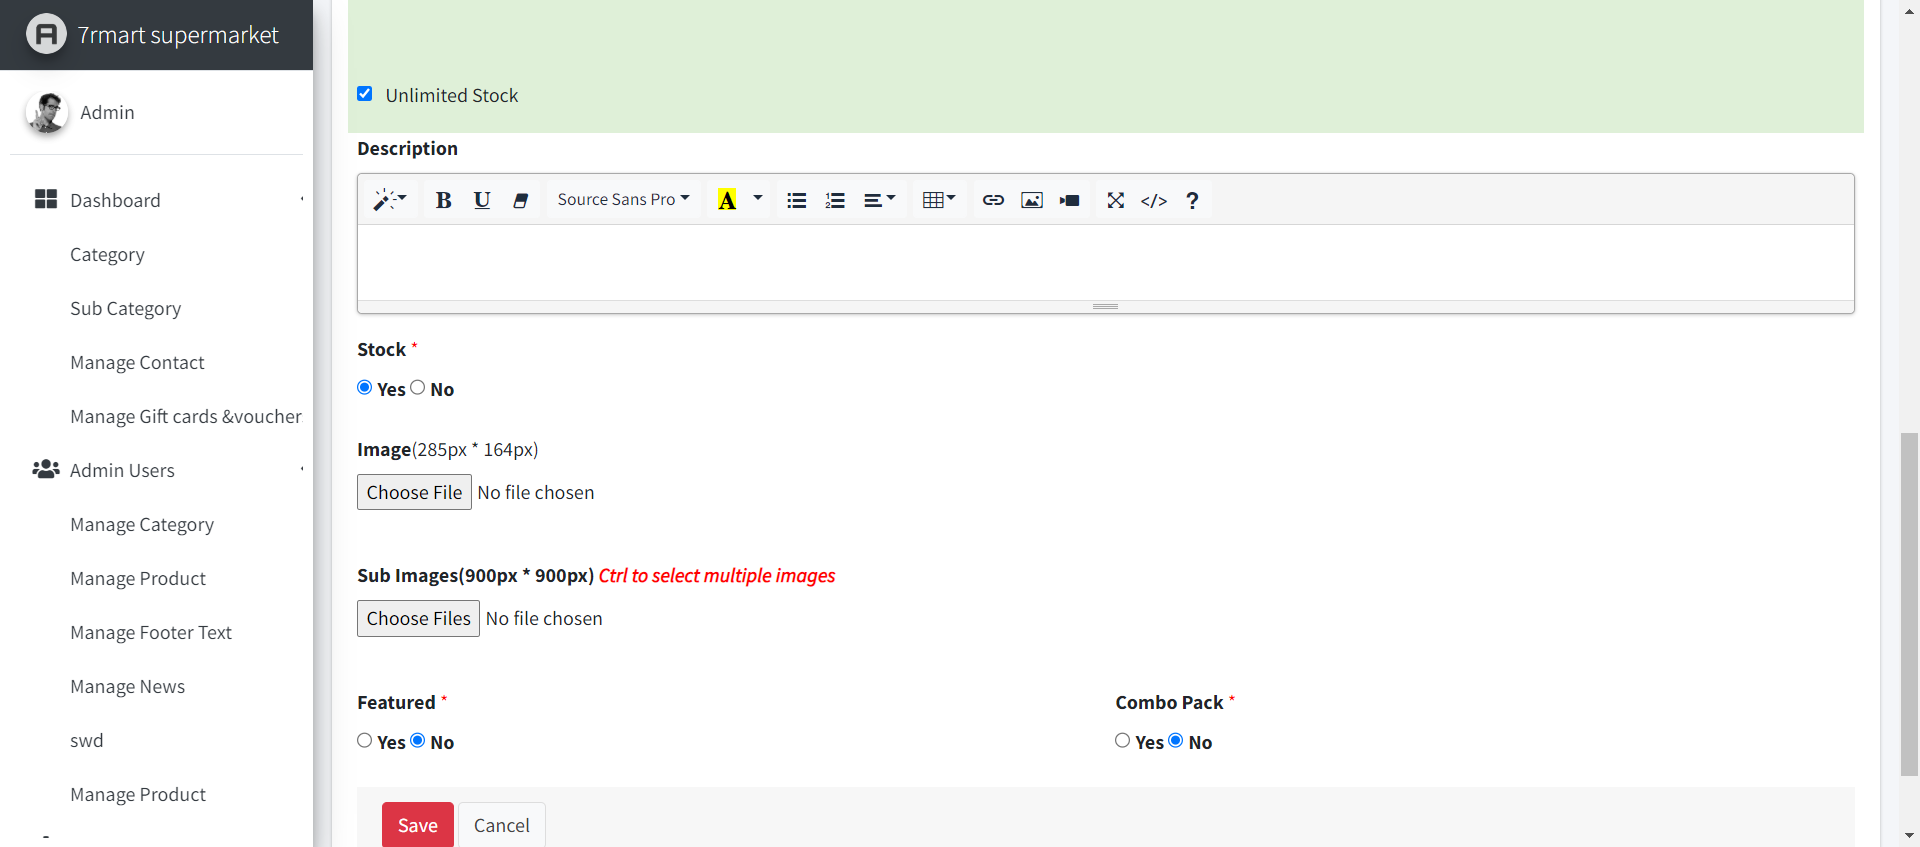 7rmart supermarket
Admin
Dashboard
Category
Sub Category
Manage Contact
Manage Gift cards &voucher
Admin Users
Manage Category
Manage Product
Manage Footer Text
Manage News
swd
Manage Product
Unlimited Stock
Description
B U Source Sans Pro A </> ?
Stock *
Yes No
Image(285px * 164px)
Choose File No file chosen
Sub Images(900px * 900px) Ctrl to select multiple images
Choose Files No file chosen
Featured *
Yes No
Combo Pack *
Yes No
Save Cancel